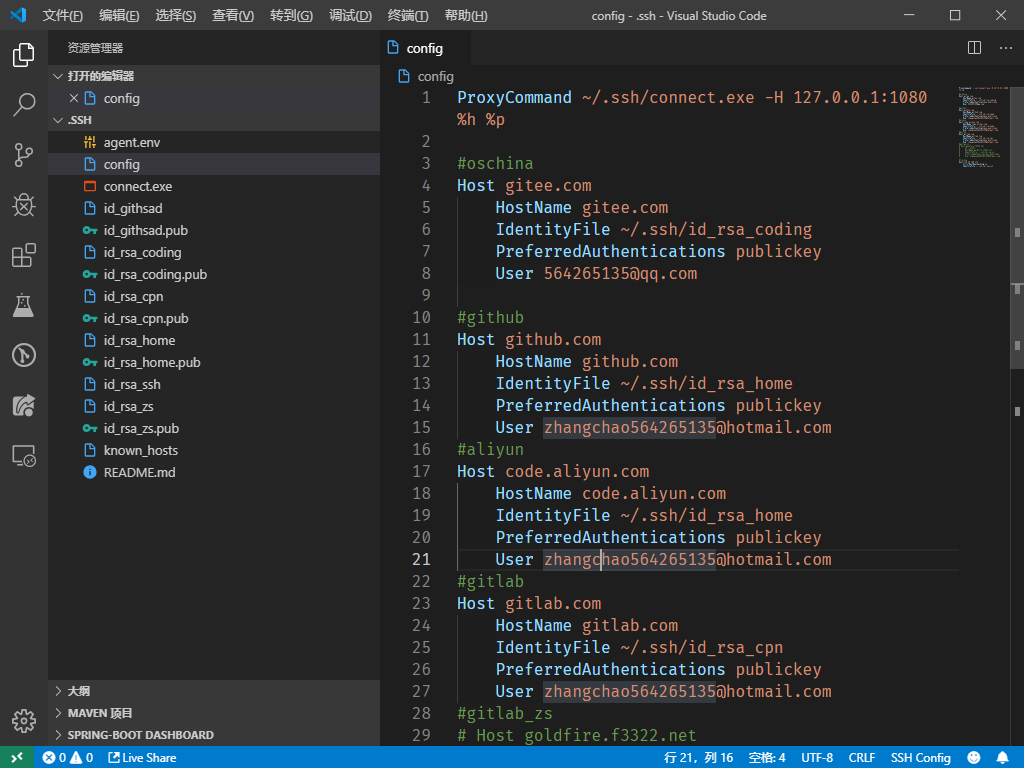 文件(F) 编辑(E) 选择(S) 查看(V) 转到(G) 调试(D) 终端(T) 帮助(H) config - .ssh - Visual Studio Code
资源管理器
打开的编辑器
config
.SSH
agent.env
config
connect.exe
id_githsad
id_githsad.pub
id_rsa_coding
id_rsa_coding.pub
id_rsa_cpn
id_rsa_cpn.pub
id_rsa_home
id_rsa_home.pub
id_rsa_ssh
id_rsa_zs
id_rsa_zs.pub
known_hosts
README.md
大纲
MAVEN 项目
SPRING-BOOT DASHBOARD
config
config
1 ProxyCommand ~/.ssh/connect.exe -H 127.0.0.1:1080
%h %p
2
3 #oschina
4 Host gitee.com
5 HostName gitee.com
6 IdentityFile ~/.ssh/id_rsa_coding
7 PreferredAuthentications publickey
8 User 564265135@qq.com
9
10 #github
11 Host github.com
12 HostName github.com
13 IdentityFile ~/.ssh/id_rsa_home
14 PreferredAuthentications publickey
15 User zhangchao564265135@hotmail.com
16 #aliyun
17 Host code.aliyun.com
18 HostName code.aliyun.com
19 IdentityFile ~/.ssh/id_rsa_home
20 PreferredAuthentications publickey
21 User zhangchao564265135@hotmail.com
22 #gitlab
23 Host gitlab.com
24 HostName gitlab.com
25 IdentityFile ~/.ssh/id_rsa_cpn
26 PreferredAuthentications publickey
27 User zhangchao564265135@hotmail.com
28 #gitlab_zs
29 # Host goldfire.f3322.net
0 0 Live Share 行 21，列 16 空格: 4 UTF-8 CRLF SSH Config